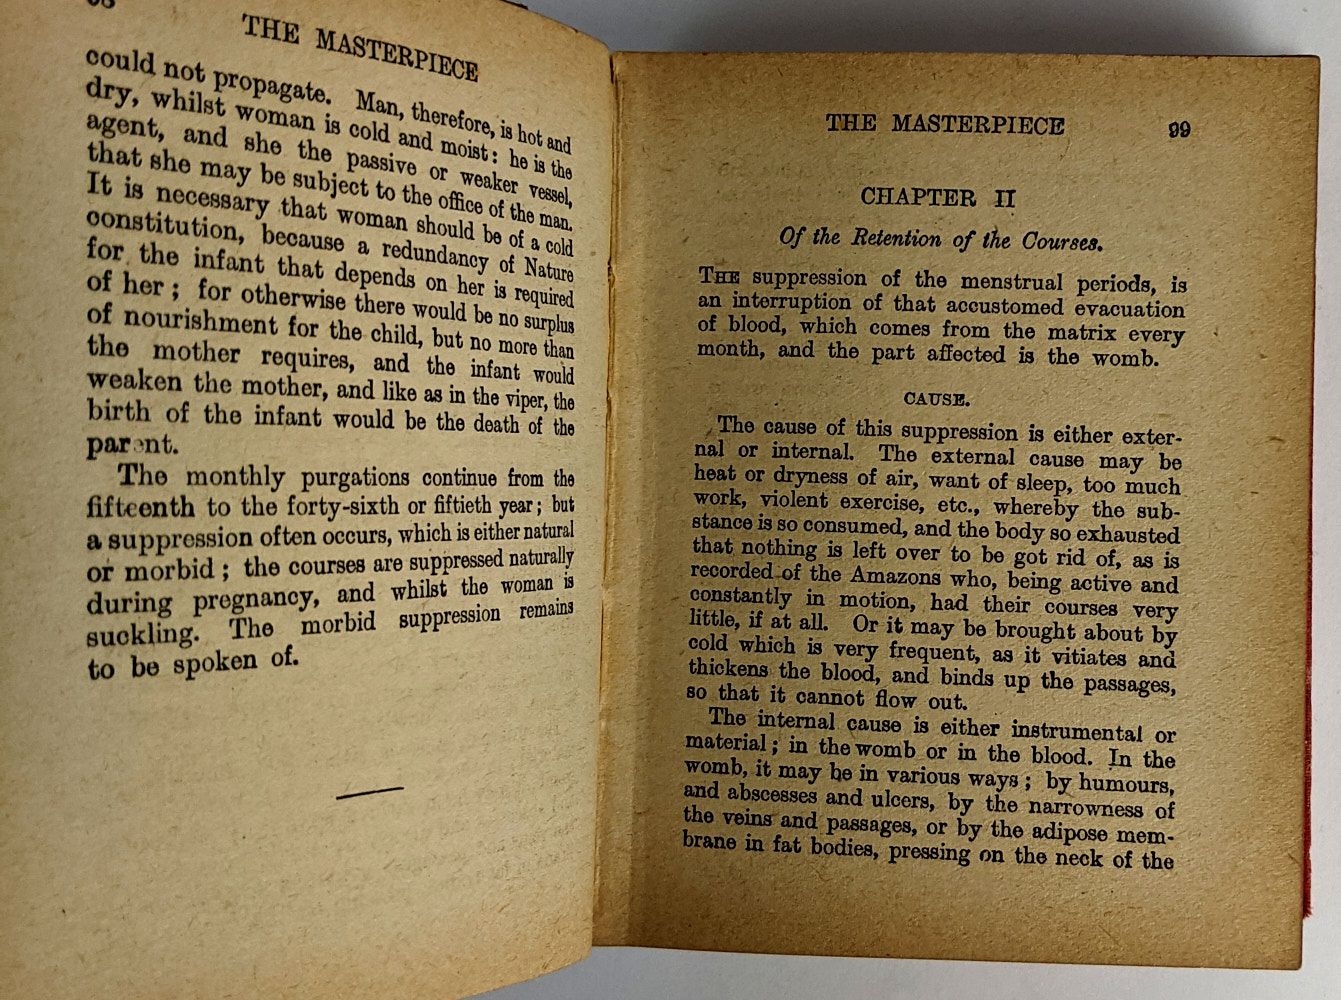 THE MASTERPIECE
could not propagate. Man, therefore, is hot and
dry, whilst woman is cold and moist: he is the
agent, and she the passive or weaker vessel,
that she may be subject to the office of the man.
It is necessary that woman should be of a cold
constitution, because a redundancy of Nature
for the infant that depends on her is required
of her; for otherwise there would be no surplus
of nourishment for the child, but no more than
the mother requires, and the infant would
weaken the mother, and like as in the viper, the
birth of the infant would be the death of the
parent.
The monthly purgations continue from the
fifteenth to the forty-sixth or fiftieth year; but
a suppression often occurs, which is either natural
or morbid; the courses are suppressed naturally
during pregnancy, and whilst the woman is
suckling. The morbid suppression remains
to be spoken of.
THE MASTERPIECE 99
CHAPTER II
Of the Retention of the Courses.
THE suppression of the menstrual periods, is
an interruption of that accustomed evacuation
of blood, which comes from the matrix every
month, and the part affected is the womb.
CAUSE.
The cause of this suppression is either exter-
nal or internal. The external cause may be
heat or dryness of air, want of sleep, too much
work, violent exercise, etc., whereby the sub-
stance is so consumed, and the body so exhausted
that nothing is left over to be got rid of, as is
recorded of the Amazons who, being active and
constantly in motion, had their courses very
little, if at all. Or it may be brought about by
cold which is very frequent, as it vitiates and
thickens the blood, and binds up the passages,
so that it cannot flow out.
The internal cause is either instrumental or
material; in the womb or in the blood. In the
womb, it may be in various ways; by humours,
and abscesses and ulcers, by the narrowness of
the veins and passages, or by the adipose mem-
brane in fat bodies, pressing on the neck of the